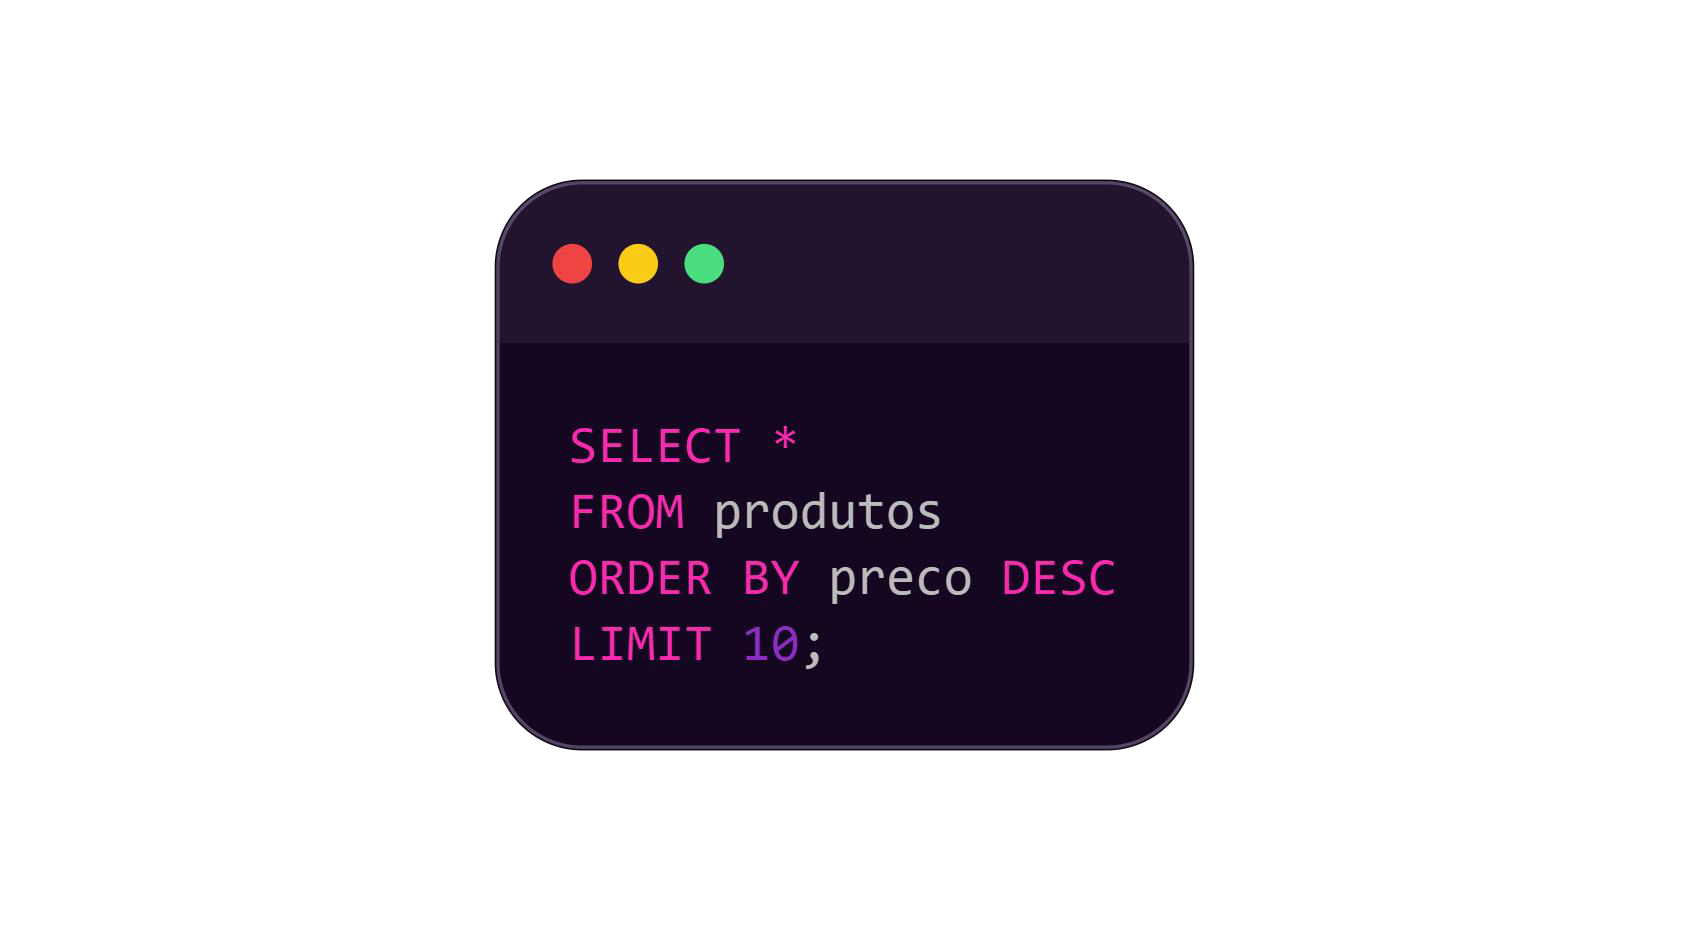 SELECT *
FROM produtos
ORDER BY preco DESC
LIMIT 10;